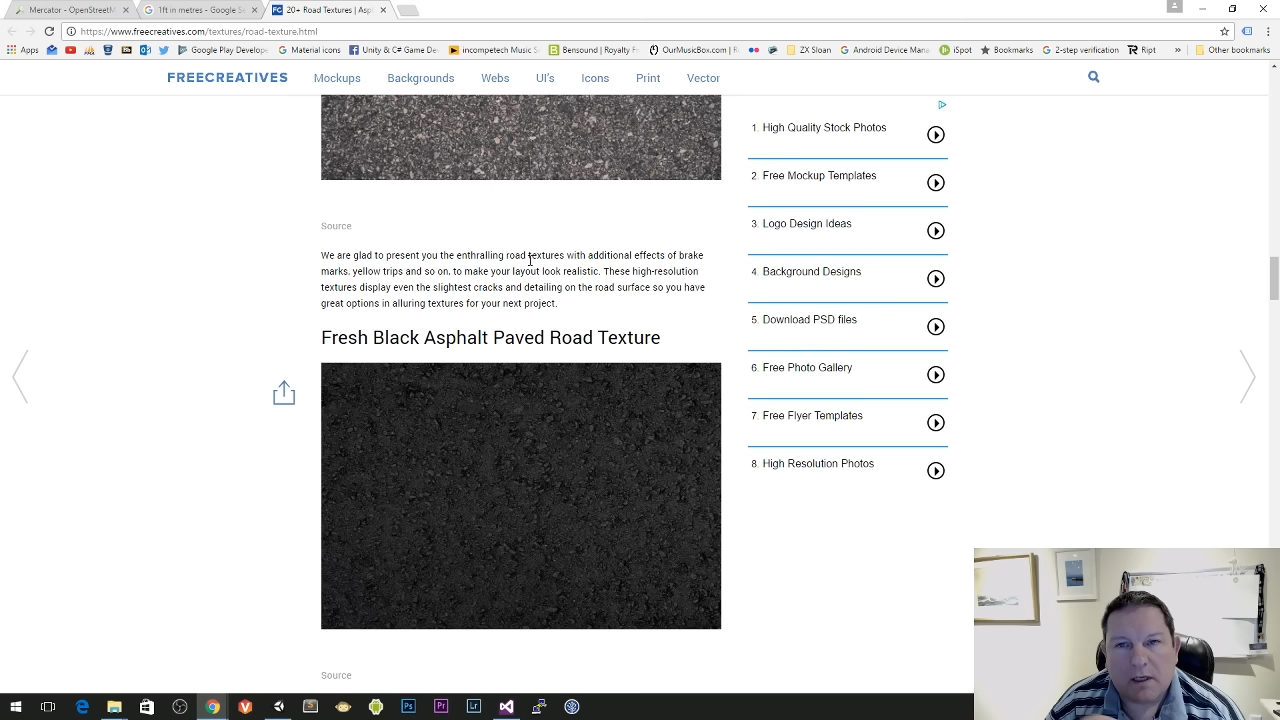 Mercator - OpenStreetM
1ft in metres - Google Se
20+ Road Textures | Asp
https://www.freecreatives.com/textures/road-texture.html
Apps
Google Play Develop
Material icons
Unity & C# Game De
incompetech Music S
Bensound | Royalty F
OurMusicBox.com | R
ZX Sloan
Android Device Mana
iSpot
Bookmarks
2-step verification
Ript
Other bookmarks
FREECREATIVES
Mockups
Backgrounds
Webs
UI's
Icons
Print
Vector
Source
We are glad to present you the enthralling road textures with additional effects of brake
marks, yellow trips and so on, to make your layout look realistic. These high-resolution
textures display even the slightest cracks and detailing on the road surface so you have
great options in alluring textures for your next project.
Fresh Black Asphalt Paved Road Texture
Source
1. High Quality Stock Photos
2. Free Mockup Templates
3. Logo Design Ideas
4. Background Designs
5. Download PSD files
6. Free Photo Gallery
7. Free Flyer Templates
8. High Resolution Photos
Ps
Pr
Lr